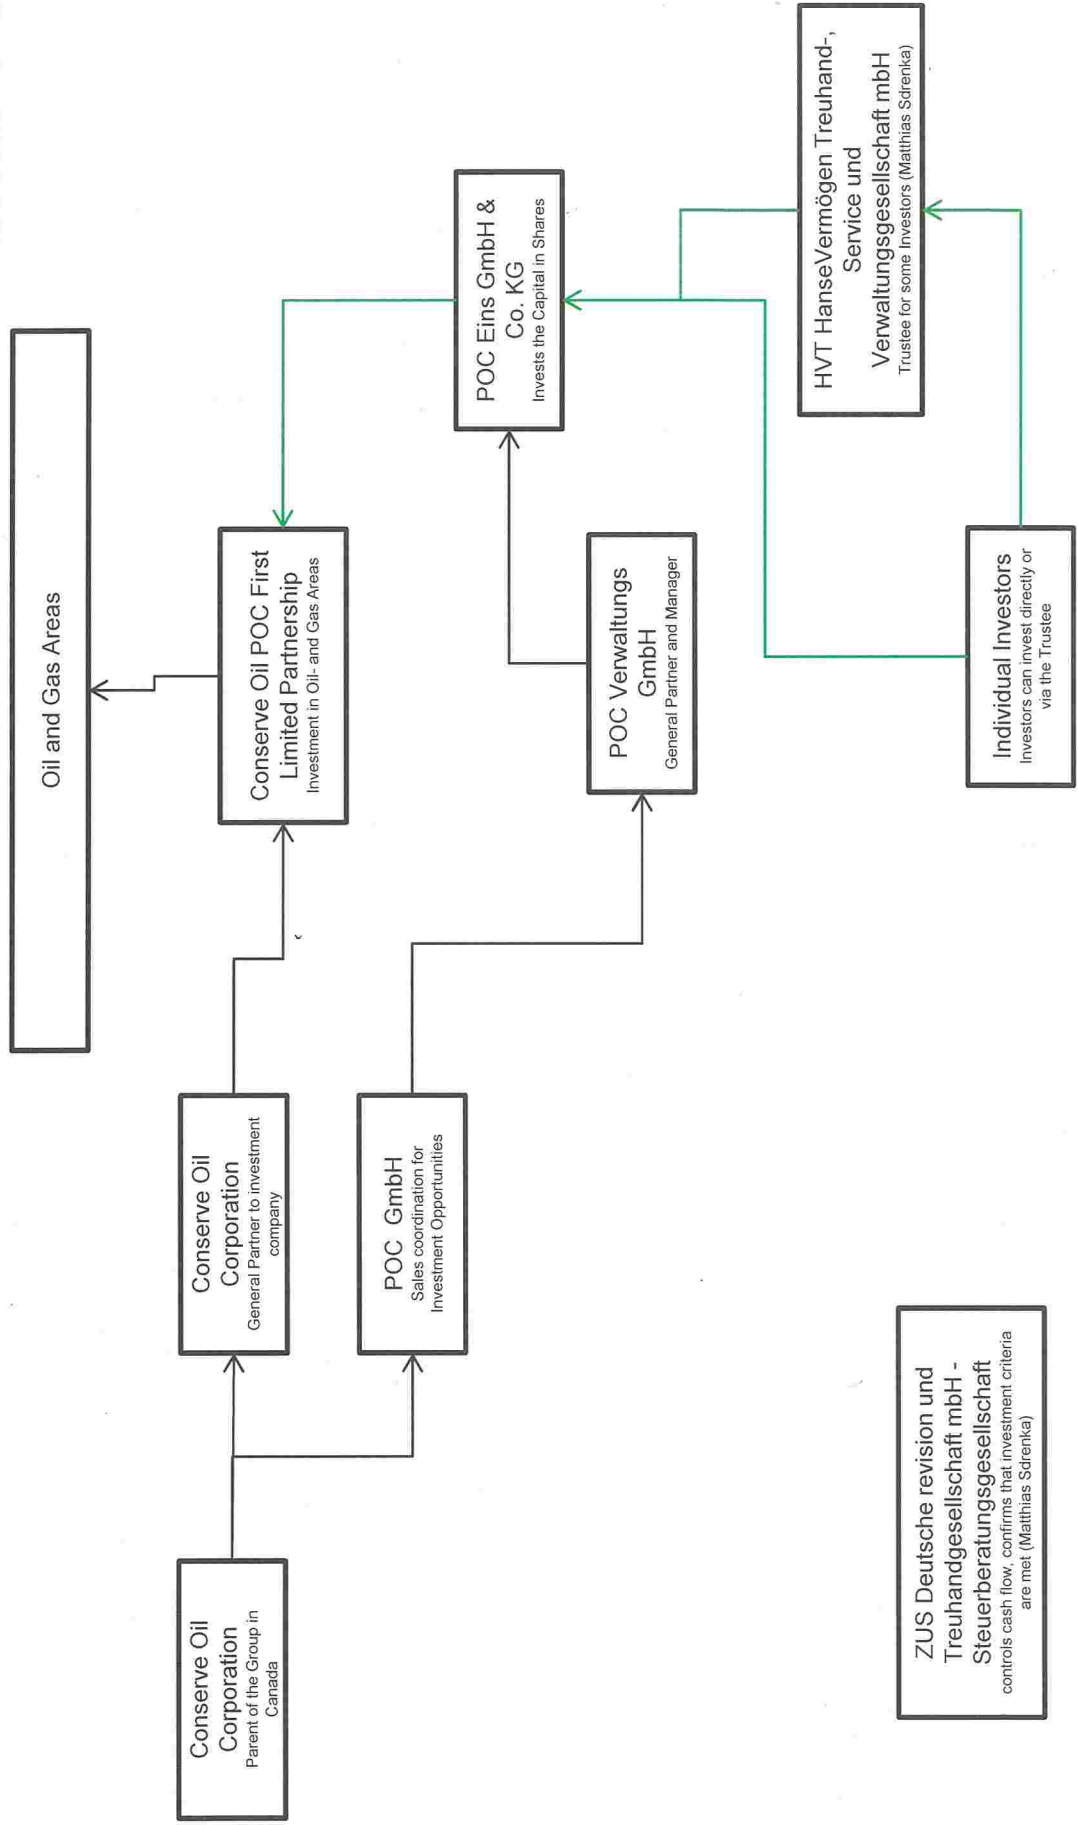 Oil and Gas Areas
Conserve Oil
Corporation
Parent of the Group in
Canada
Conserve Oil
Corporation
General Partner to investment
company
Conserve Oil POC First
Limited Partnership
Investment in Oil- and Gas Areas
POC GmbH
Sales coordination for
Investment Opportunities
POC Eins GmbH &
Co. KG
Invests the Capital in Shares
POC Verwaltungs
GmbH
General Partner and Manager
HVT HanseVermögen Treuhand-,
Service und
Verwaltungsgesellschaft mbH
Trustee for some Investors (Matthias Sdrenka)
ZUS Deutsche revision und
Treuhandgesellschaft mbH -
Steuerberatungsgesellschaft
controls cash flow, confirms that investment criteria
are met (Matthias Sdrenka)
Individual Investors
Investors can invest directly or
via the Trustee